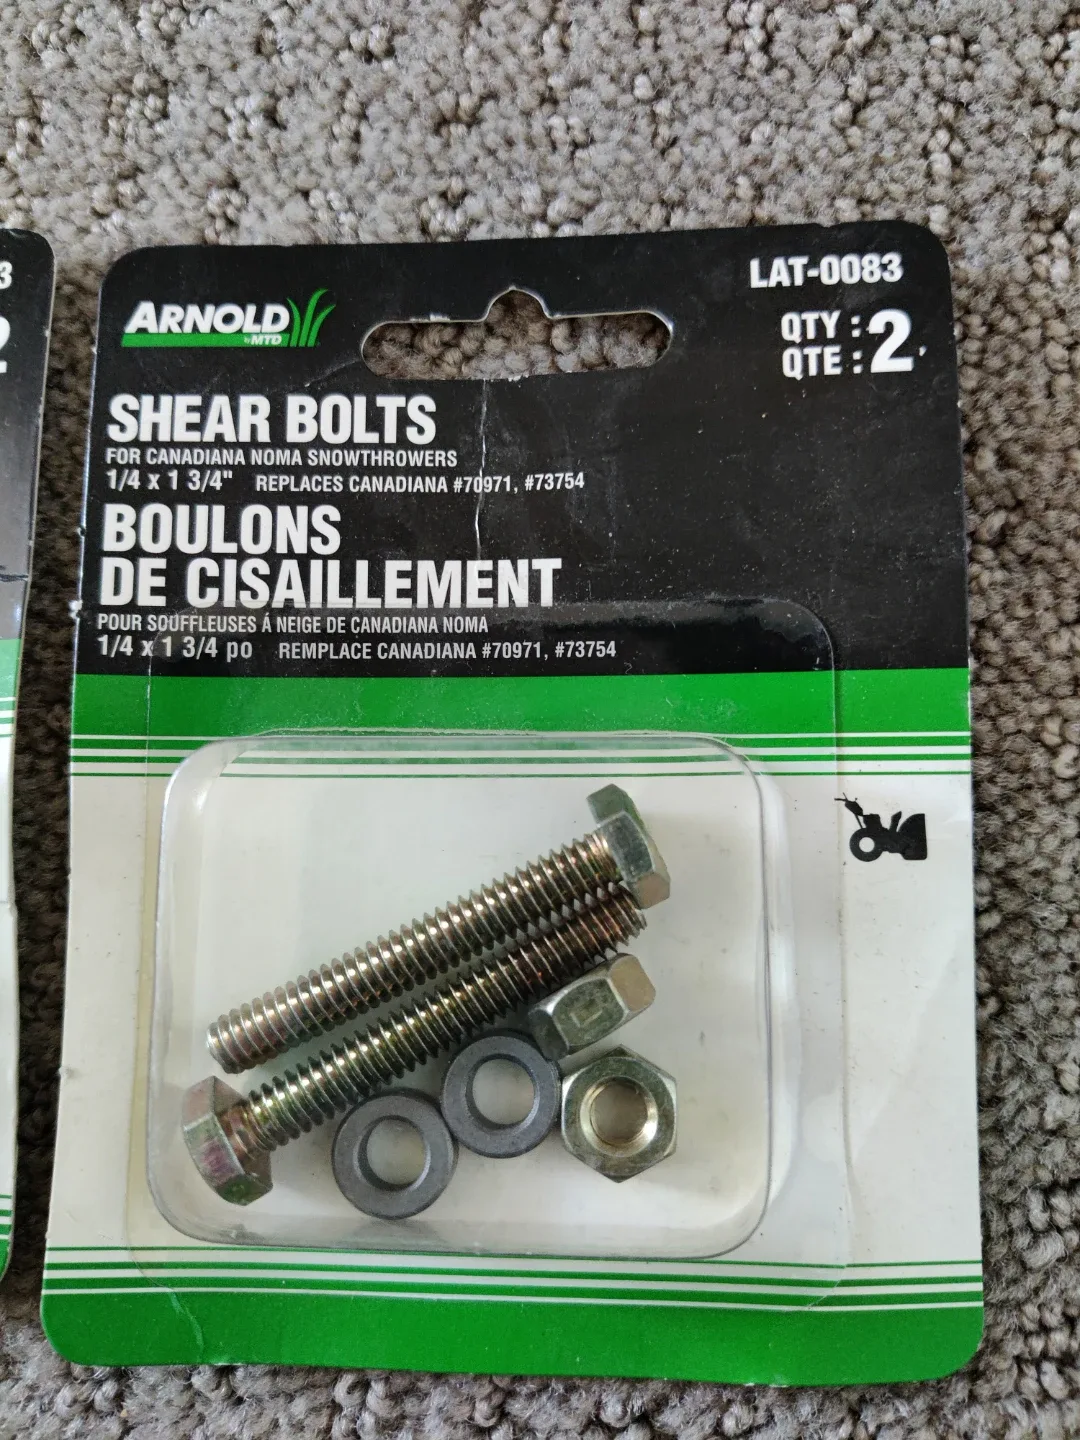 3
2
ARNOLD
by MTD
LAT-0083
QTY :
QTE : 2
SHEAR BOLTS
FOR CANADIANA NOMA SNOWTHROWERS
1/4 x 1 3/4" REPLACES CANADIANA #70971, #73754
BOULONS
DE CISAILLEMENT
POUR SOUFFLEUSES Á NEIGE DE CANADIANA NOMA
1/4 x 1 3/4 po REMPLACE CANADIANA #70971, #73754